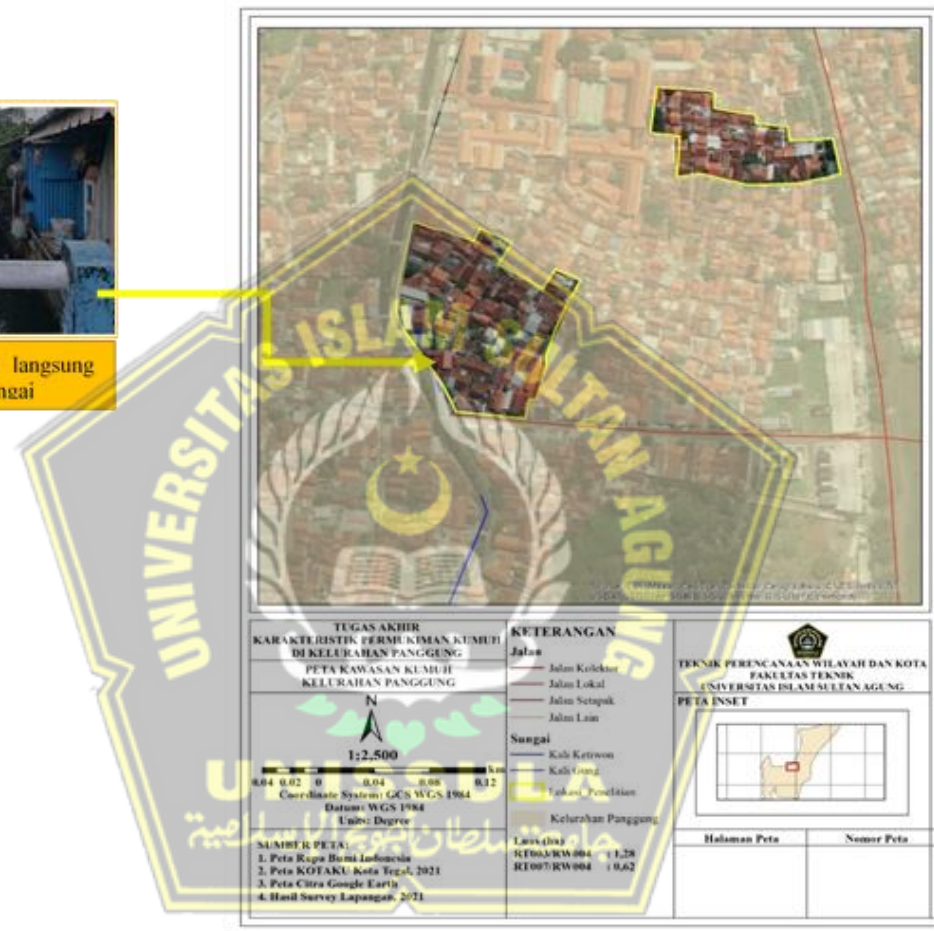 langsung
ngai
TUGAS AKHIR
KARAKTERISTIK PERMUKIMAN KUMUH
DI KELURAHAN PANGGUNG
PETA KAWASAN KUMUH
KELURAHAN PANGGUNG
N
1:2,500
km
0.04 0.02 0 0.04 0.08 0.12
Coordinate System: GCS WGS 1984
Datum: WGS 1984
Units: Degree
SUMBER PETA:
1. Peta Rupa Bumi Indonesia
2. Peta KOTAKU Kota Tegal, 2021
3. Peta Citra Google Earth
4. Hasil Survey Lapangan, 2021
KETERANGAN
Jalan
Jalan Kolektor
Jalan Lokal
Jalan Setapak
Jalan Lain
Sungai
Kali Ketiwon
Kali Gung
Lokasi_Penelitian
Kelurahan Panggung
Luas (ha)
RT003/RW004 : 1,28
RT007/RW004 : 0,62
TEKNIK PERENCANAAN WILAYAH DAN KOTA
FAKULTAS TEKNIK
UNIVERSITAS ISLAM SULTAN AGUNG
PETA INSET
Halaman Peta
Nomor Peta
UNIVERSITAS ISLAM SULTAN AGUNG
UNISSULA
جامعتسلطان أجونج الإسلامية